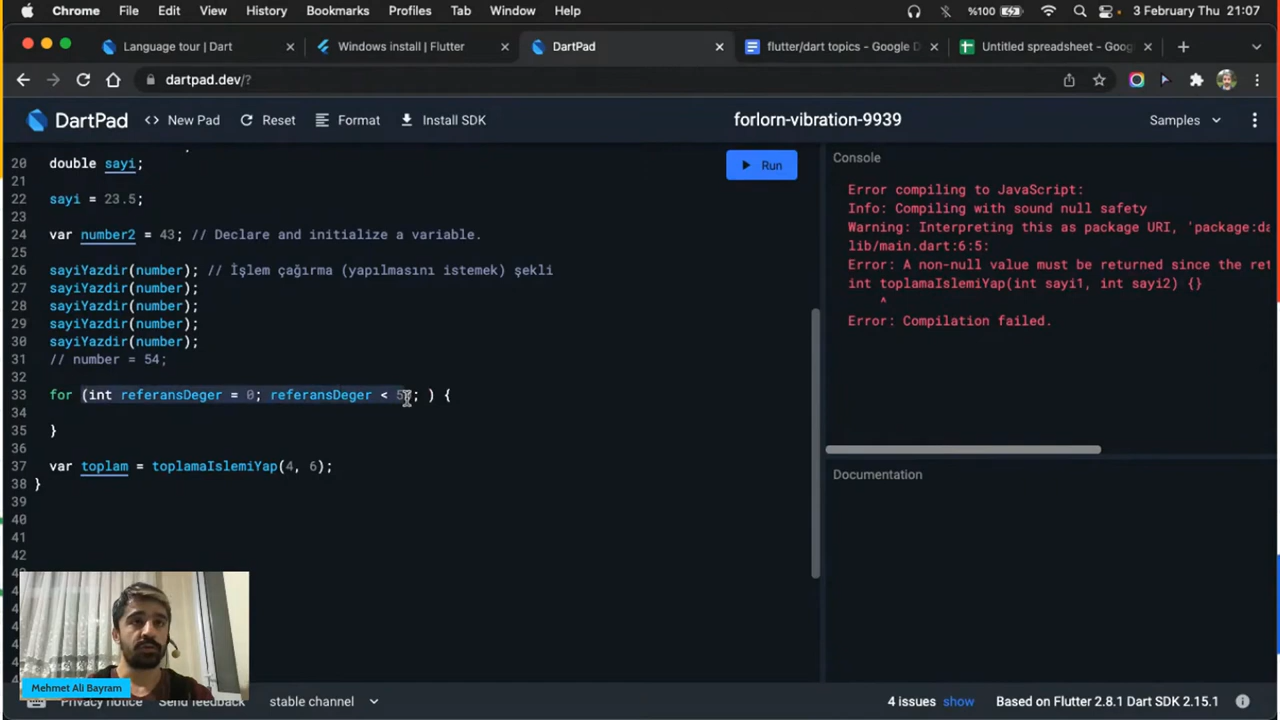 Chrome File Edit View History Bookmarks Profiles Tab Window Help %100 3 February Thu 21:07
Language tour | Dart Windows install | Flutter DartPad flutter/dart topics - Google D Untitled spreadsheet - Goog
dartpad.dev/?
DartPad <> New Pad Reset Format Install SDK forlorn-vibration-9939 Samples
20 double sayi;
21
22 sayi = 23.5;
23
24 var number2 = 43; // Declare and initialize a variable.
25
26 sayiYazdir(number); // İşlem çağırma (yapılmasını istemek) şekli
27 sayiYazdir(number);
28 sayiYazdir(number);
29 sayiYazdir(number);
30 sayiYazdir(number);
31 // number = 54;
32
33 for (int referansDeger = 0; referansDeger < 5; ) {
34
35 }
36
37 var toplam = toplamaIslemiYap(4, 6);
38 }
39
40
41
42
Run
Console
Error compiling to JavaScript:
Info: Compiling with sound null safety
Warning: Interpreting this as package URI, 'package:da
lib/main.dart:6:5:
Error: A non-null value must be returned since the ret
int toplamaIslemiYap(int sayi1, int sayi2) {}
^
Error: Compilation failed.
Documentation
Mehmet Ali Bayram
Privacy notice Send feedback stable channel 4 issues show Based on Flutter 2.8.1 Dart SDK 2.15.1